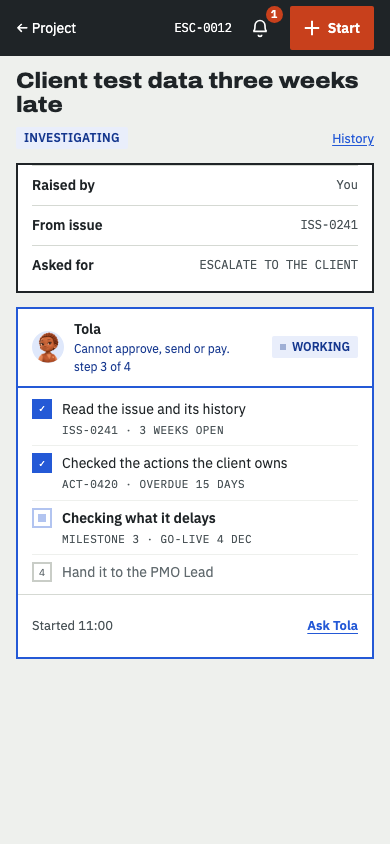 ← Project
ESC-0012
1
Start
Client test data three weeks
late
INVESTIGATING
History
Raised by
You
From issue
ISS-0241
Asked for
ESCALATE TO THE CLIENT
Tola
Cannot approve, send or pay.
step 3 of 4
WORKING
Read the issue and its history
ISS-0241 · 3 WEEKS OPEN
Checked the actions the client owns
ACT-0420 · OVERDUE 15 DAYS
Checking what it delays
MILESTONE 3 · GO-LIVE 4 DEC
4
Hand it to the PMO Lead
Started 11:00
Ask Tola